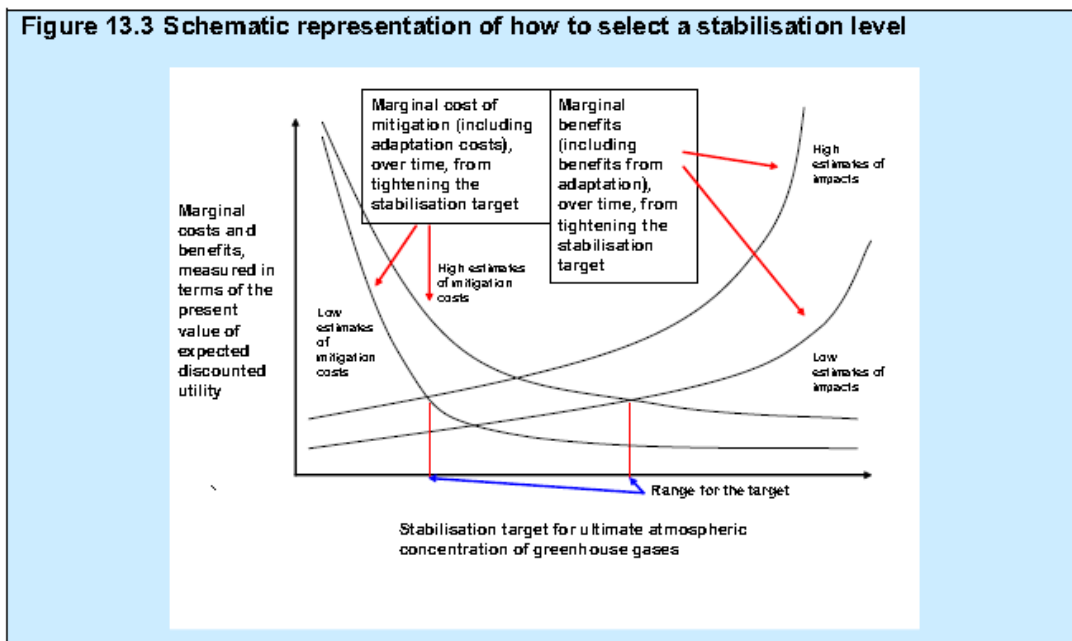 Figure 13.3 Schematic representation of how to select a stabilisation level
Marginal cost of
mitigation (including
adaptation costs),
over time, from
tightening the
stabilisation target
Marginal
benefits
(including
benefits from
adaptation),
over time, from
tightening the
stabilisation
target
High
estimates of
impacts
Marginal
costs and
benefits,
measured in
terms of the
present
value of
expected
discounted
utility
High estimates
of mitigation
costs
Low
estimates
of
mitigation
costs
Low
estimates of
impacts
Range for the target
Stabilisation target for ultimate atmospheric
concentration of greenhouse gases